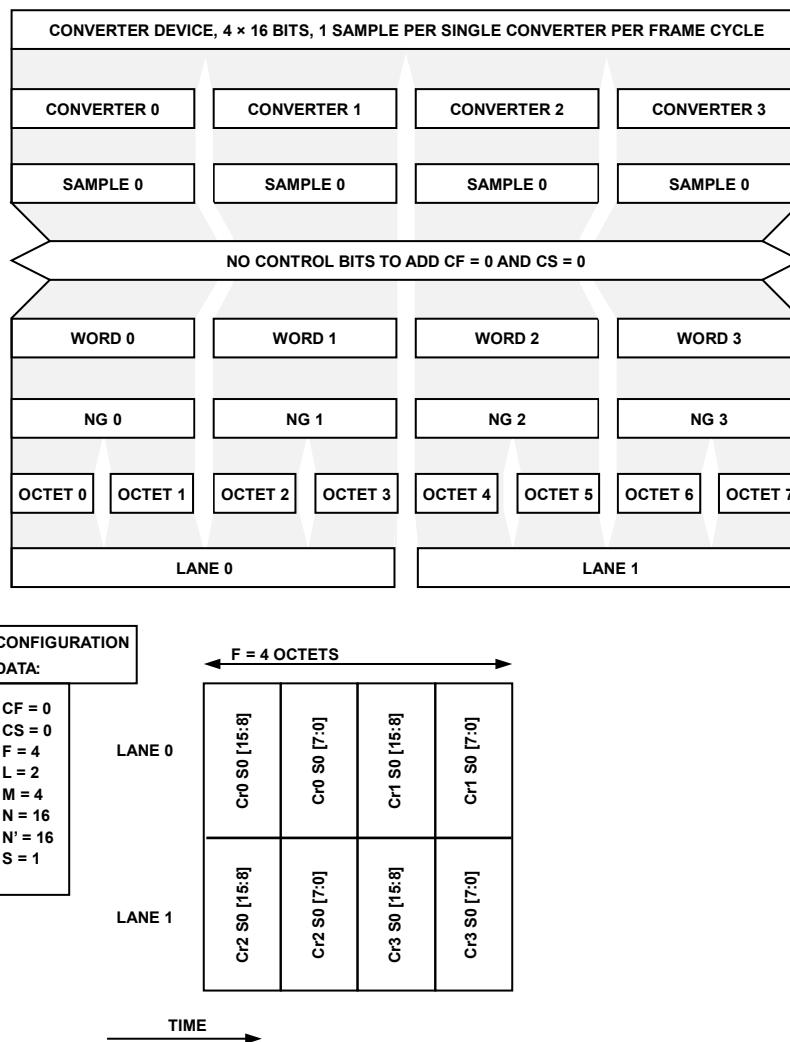 CONVERTER DEVICE, 4 × 16 BITS, 1 SAMPLE PER SINGLE CONVERTER PER FRAME CYCLE
CONVERTER 0 CONVERTER 1 CONVERTER 2 CONVERTER 3
SAMPLE 0 SAMPLE 0 SAMPLE 0 SAMPLE 0
NO CONTROL BITS TO ADD CF = 0 AND CS = 0
WORD 0 WORD 1 WORD 2 WORD 3
NG 0 NG 1 NG 2 NG 3
OCTET 0 OCTET 1 OCTET 2 OCTET 3 OCTET 4 OCTET 5 OCTET 6 OCTET 7
LANE 0 LANE 1
CONFIGURATION
DATA:
CF = 0
CS = 0
F = 4
L = 2
M = 4
N = 16
N' = 16
S = 1
F = 4 OCTETS
LANE 0
Cr0 S0 [15:8]
Cr0 S0 [7:0]
Cr1 S0 [15:8]
Cr1 S0 [7:0]
LANE 1
Cr2 S0 [15:8]
Cr2 S0 [7:0]
Cr3 S0 [15:8]
Cr3 S0 [7:0]
TIME